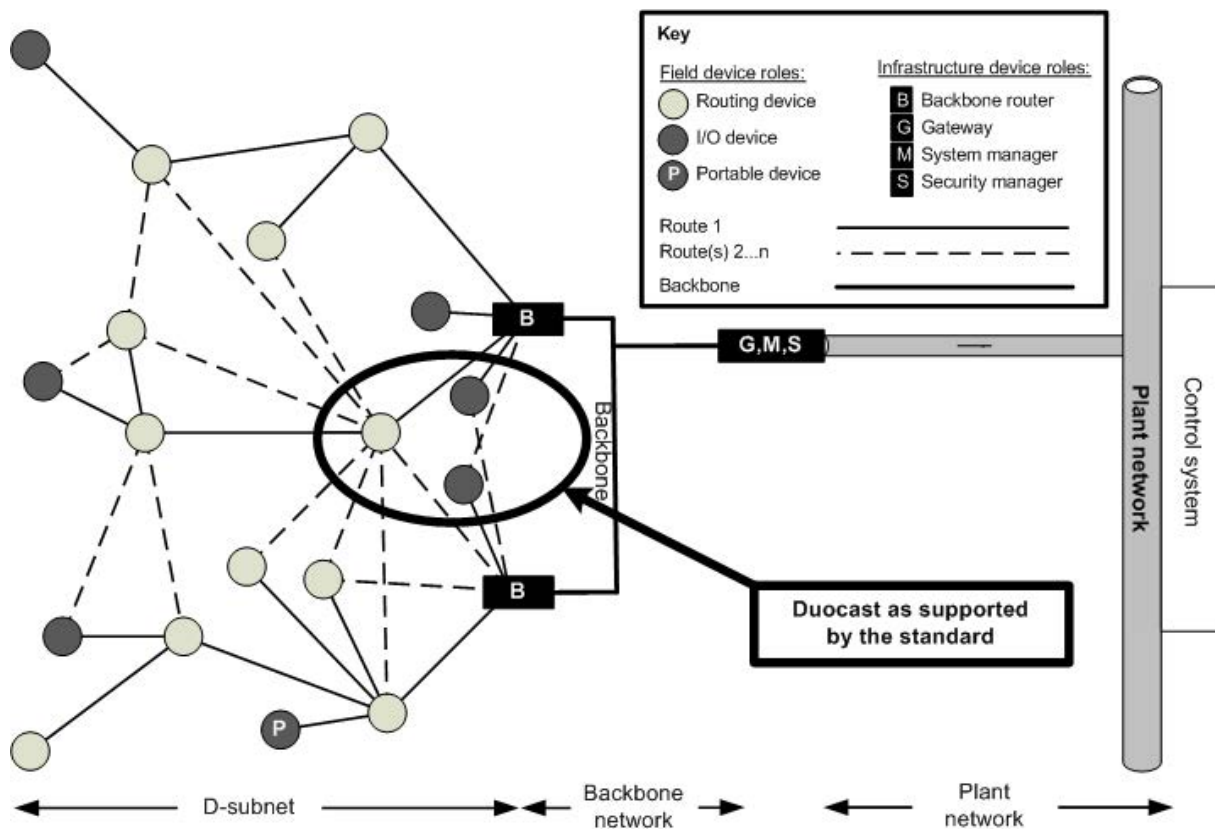 Key
Field device roles:
Routing device
I/O device
P
Portable device
Infrastructure device roles:
B
Backbone router
G
Gateway
M
System manager
S
Security manager
Route 1
Route(s) 2...n
Backbone
B
G,M,S
Backbone
Plant network
Control system
B
Duocast as supported
by the standard
P
D-subnet
Backbone
network
Plant
network